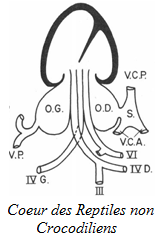 V.C.P.
O.G. O.D. S.
V.P. V.C.A.
VI
IV G. IV D.
III
Coeur des Reptiles non
Crocodiliens